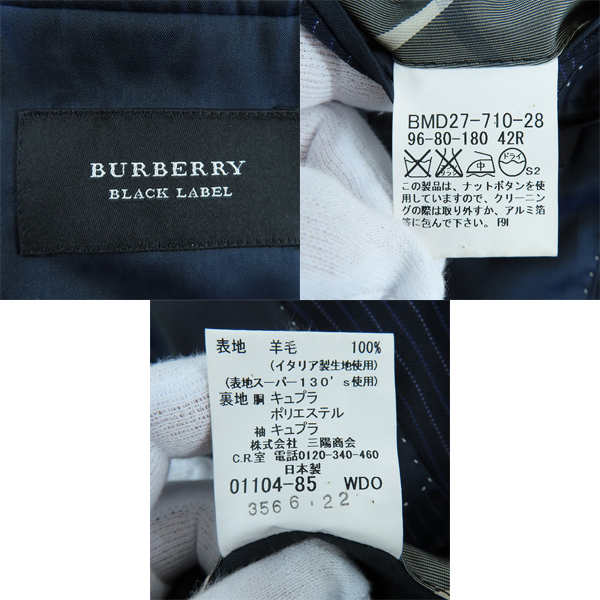 BURBERRY
BLACK LABEL
BMD27-710-28
96-80-180 42R
中 ドライ
S2
この製品は、ナットボタンを使
用していますので、クリーニン
グの際は取り外すか、アルミ箔
等に包んで下さい。 F9I
表地 羊毛 100%
(イタリア製生地使用)
(表地スーパー130's使用)
裏地 胴 キュプラ
ポリエステル
袖 キュプラ
株式会社 三陽商会
C.R.室 電話0120-340-460
日本製
01104-85 WDO
3566.22